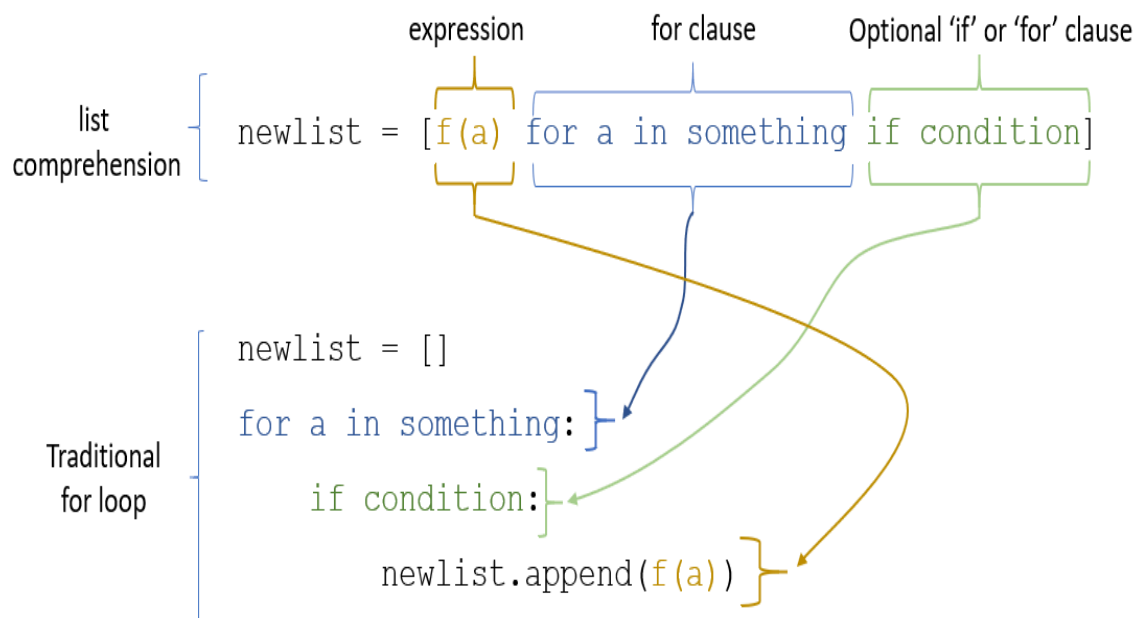 expression
for clause
Optional ‘if’ or ‘for’ clause
list
comprehension
newlist = [f(a) for a in something if condition]
Traditional
for loop
newlist = []
for a in something:
if condition:
newlist.append(f(a))